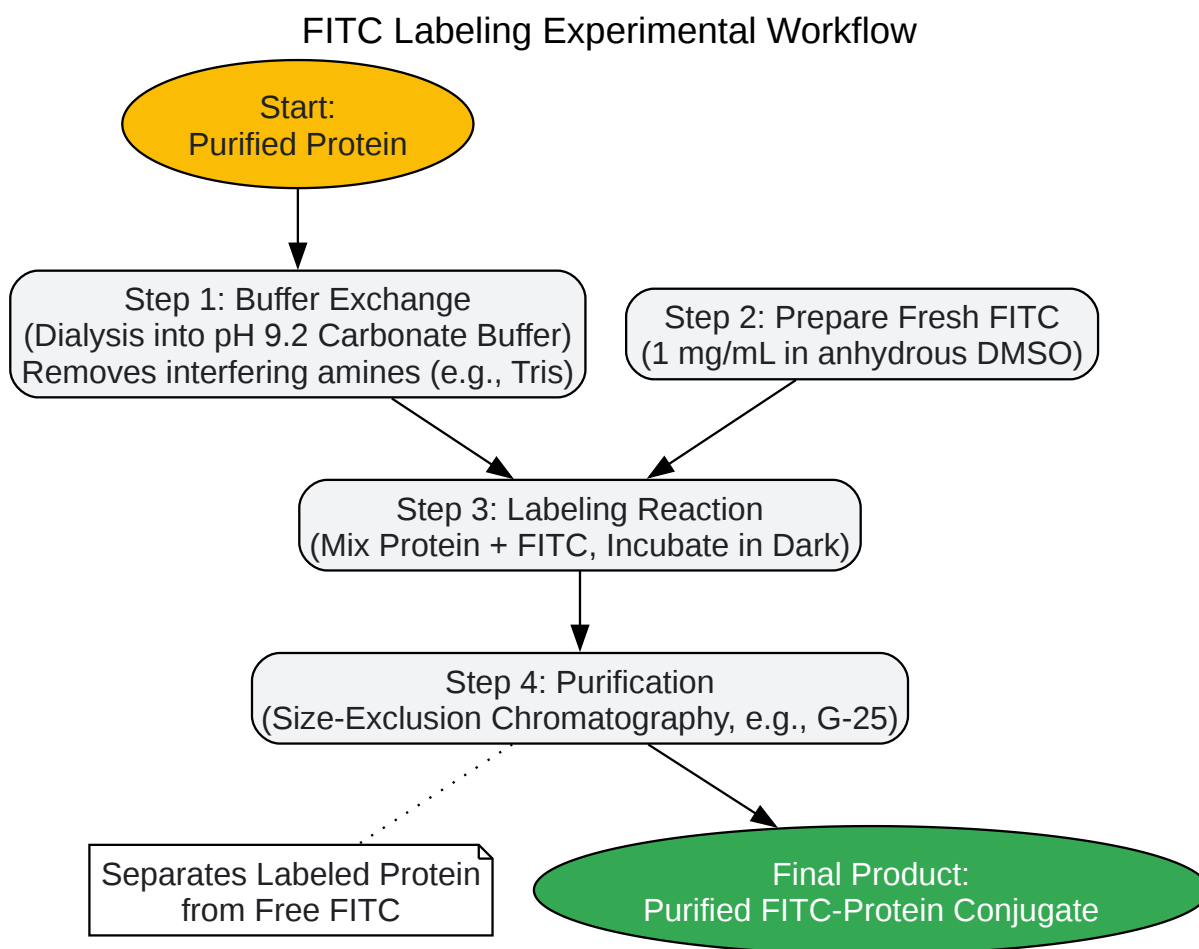 FITC Labeling Experimental Workflow
Start:
Purified Protein
Step 1: Buffer Exchange
(Dialysis into pH 9.2 Carbonate Buffer)
Removes interfering amines (e.g., Tris)
Step 2: Prepare Fresh FITC
(1 mg/mL in anhydrous DMSO)
Step 3: Labeling Reaction
(Mix Protein + FITC, Incubate in Dark)
Step 4: Purification
(Size-Exclusion Chromatography, e.g., G-25)
Separates Labeled Protein
from Free FITC
Final Product:
Purified FITC-Protein Conjugate